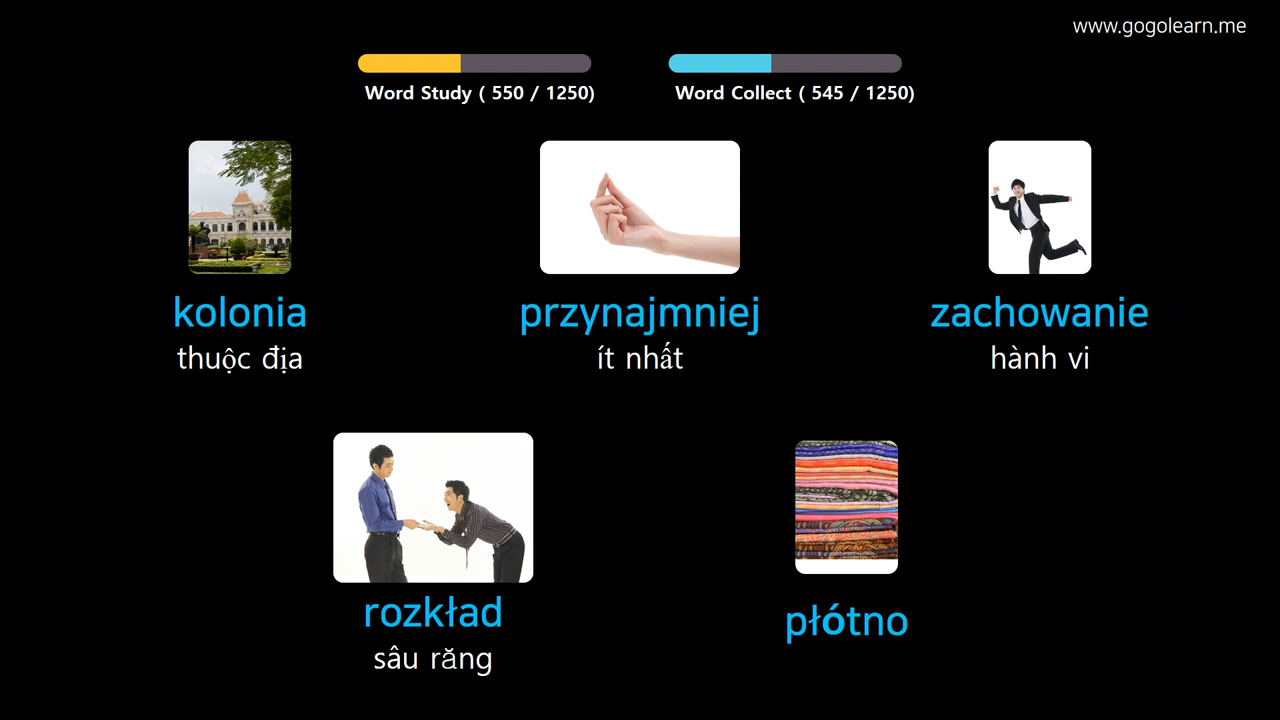 www.gogolearn.me
Word Study ( 550 / 1250)
Word Collect ( 545 / 1250)
kolonia
thuộc địa
przynajmniej
ít nhất
zachowanie
hành vi
rozkład
sâu răng
płótno